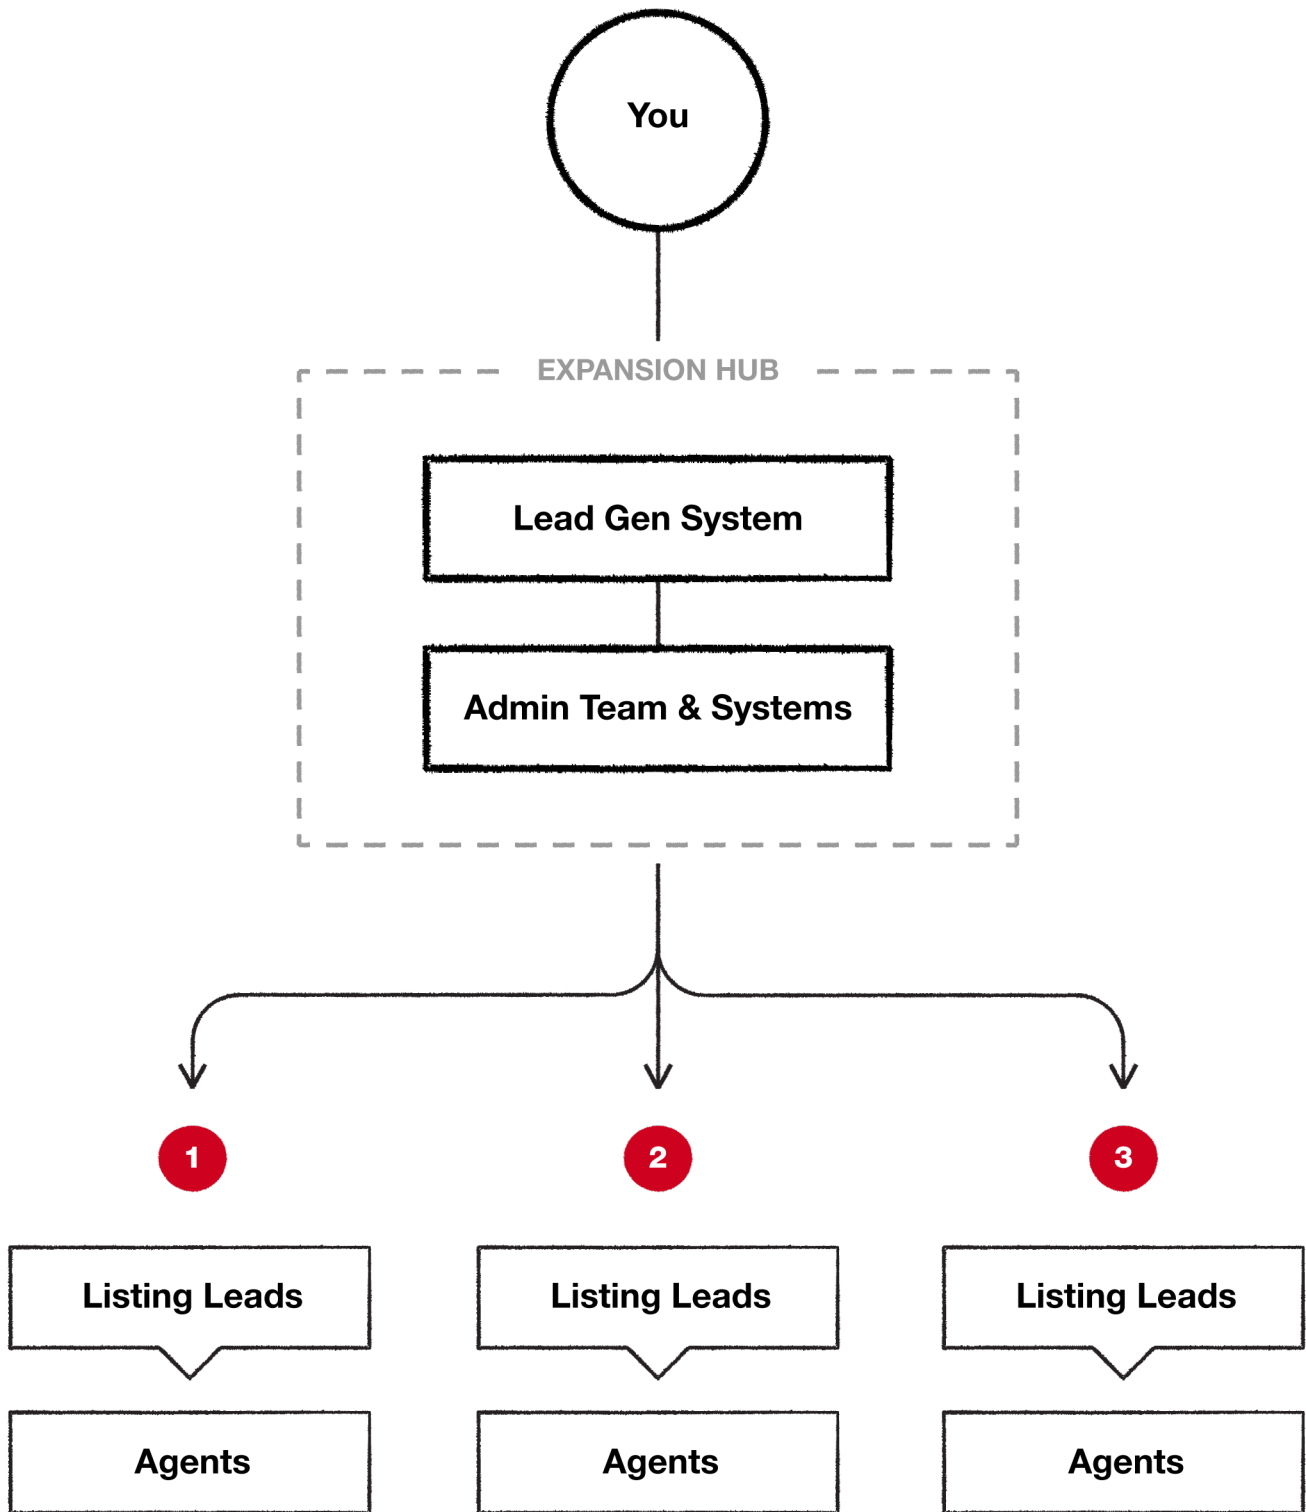 You
EXPANSION HUB
Lead Gen System
Admin Team & Systems
1
2
3
Listing Leads
Listing Leads
Listing Leads
Agents
Agents
Agents